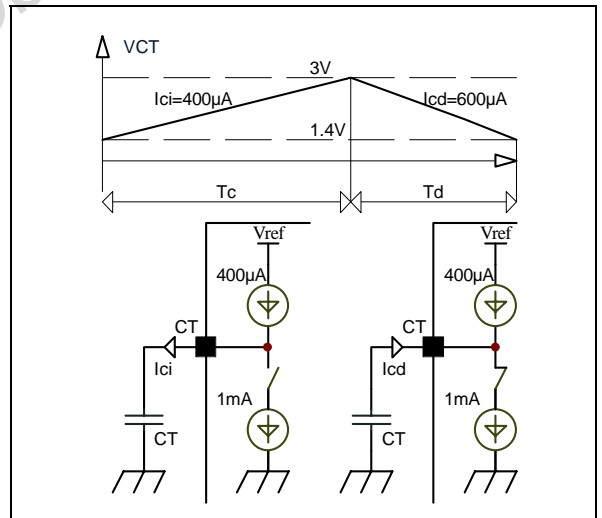 VCT
3V
Ici=400µA
Icd=600µA
1.4V
Tc
Td
Vref
Vref
400µA
400µA
CT
CT
Ici
Icd
1mA
1mA
CT
CT